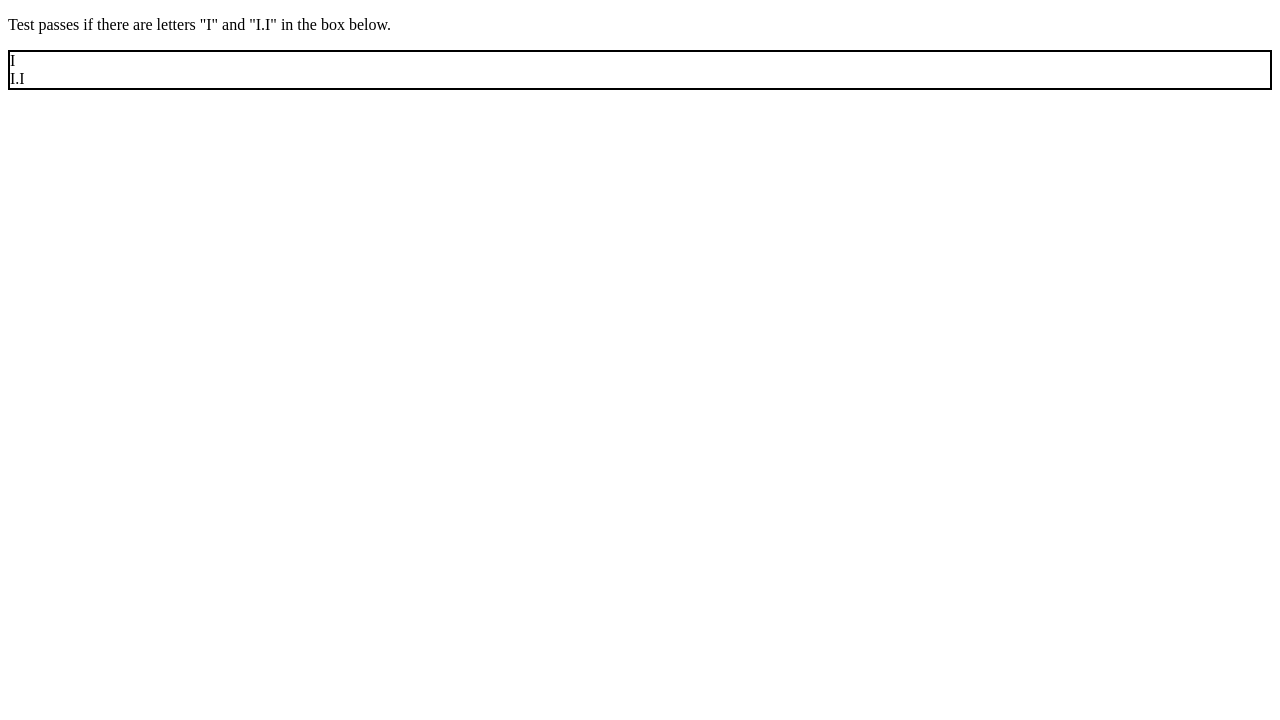 Test passes if there are letters "I" and "I.I" in the box below.
I
I.I